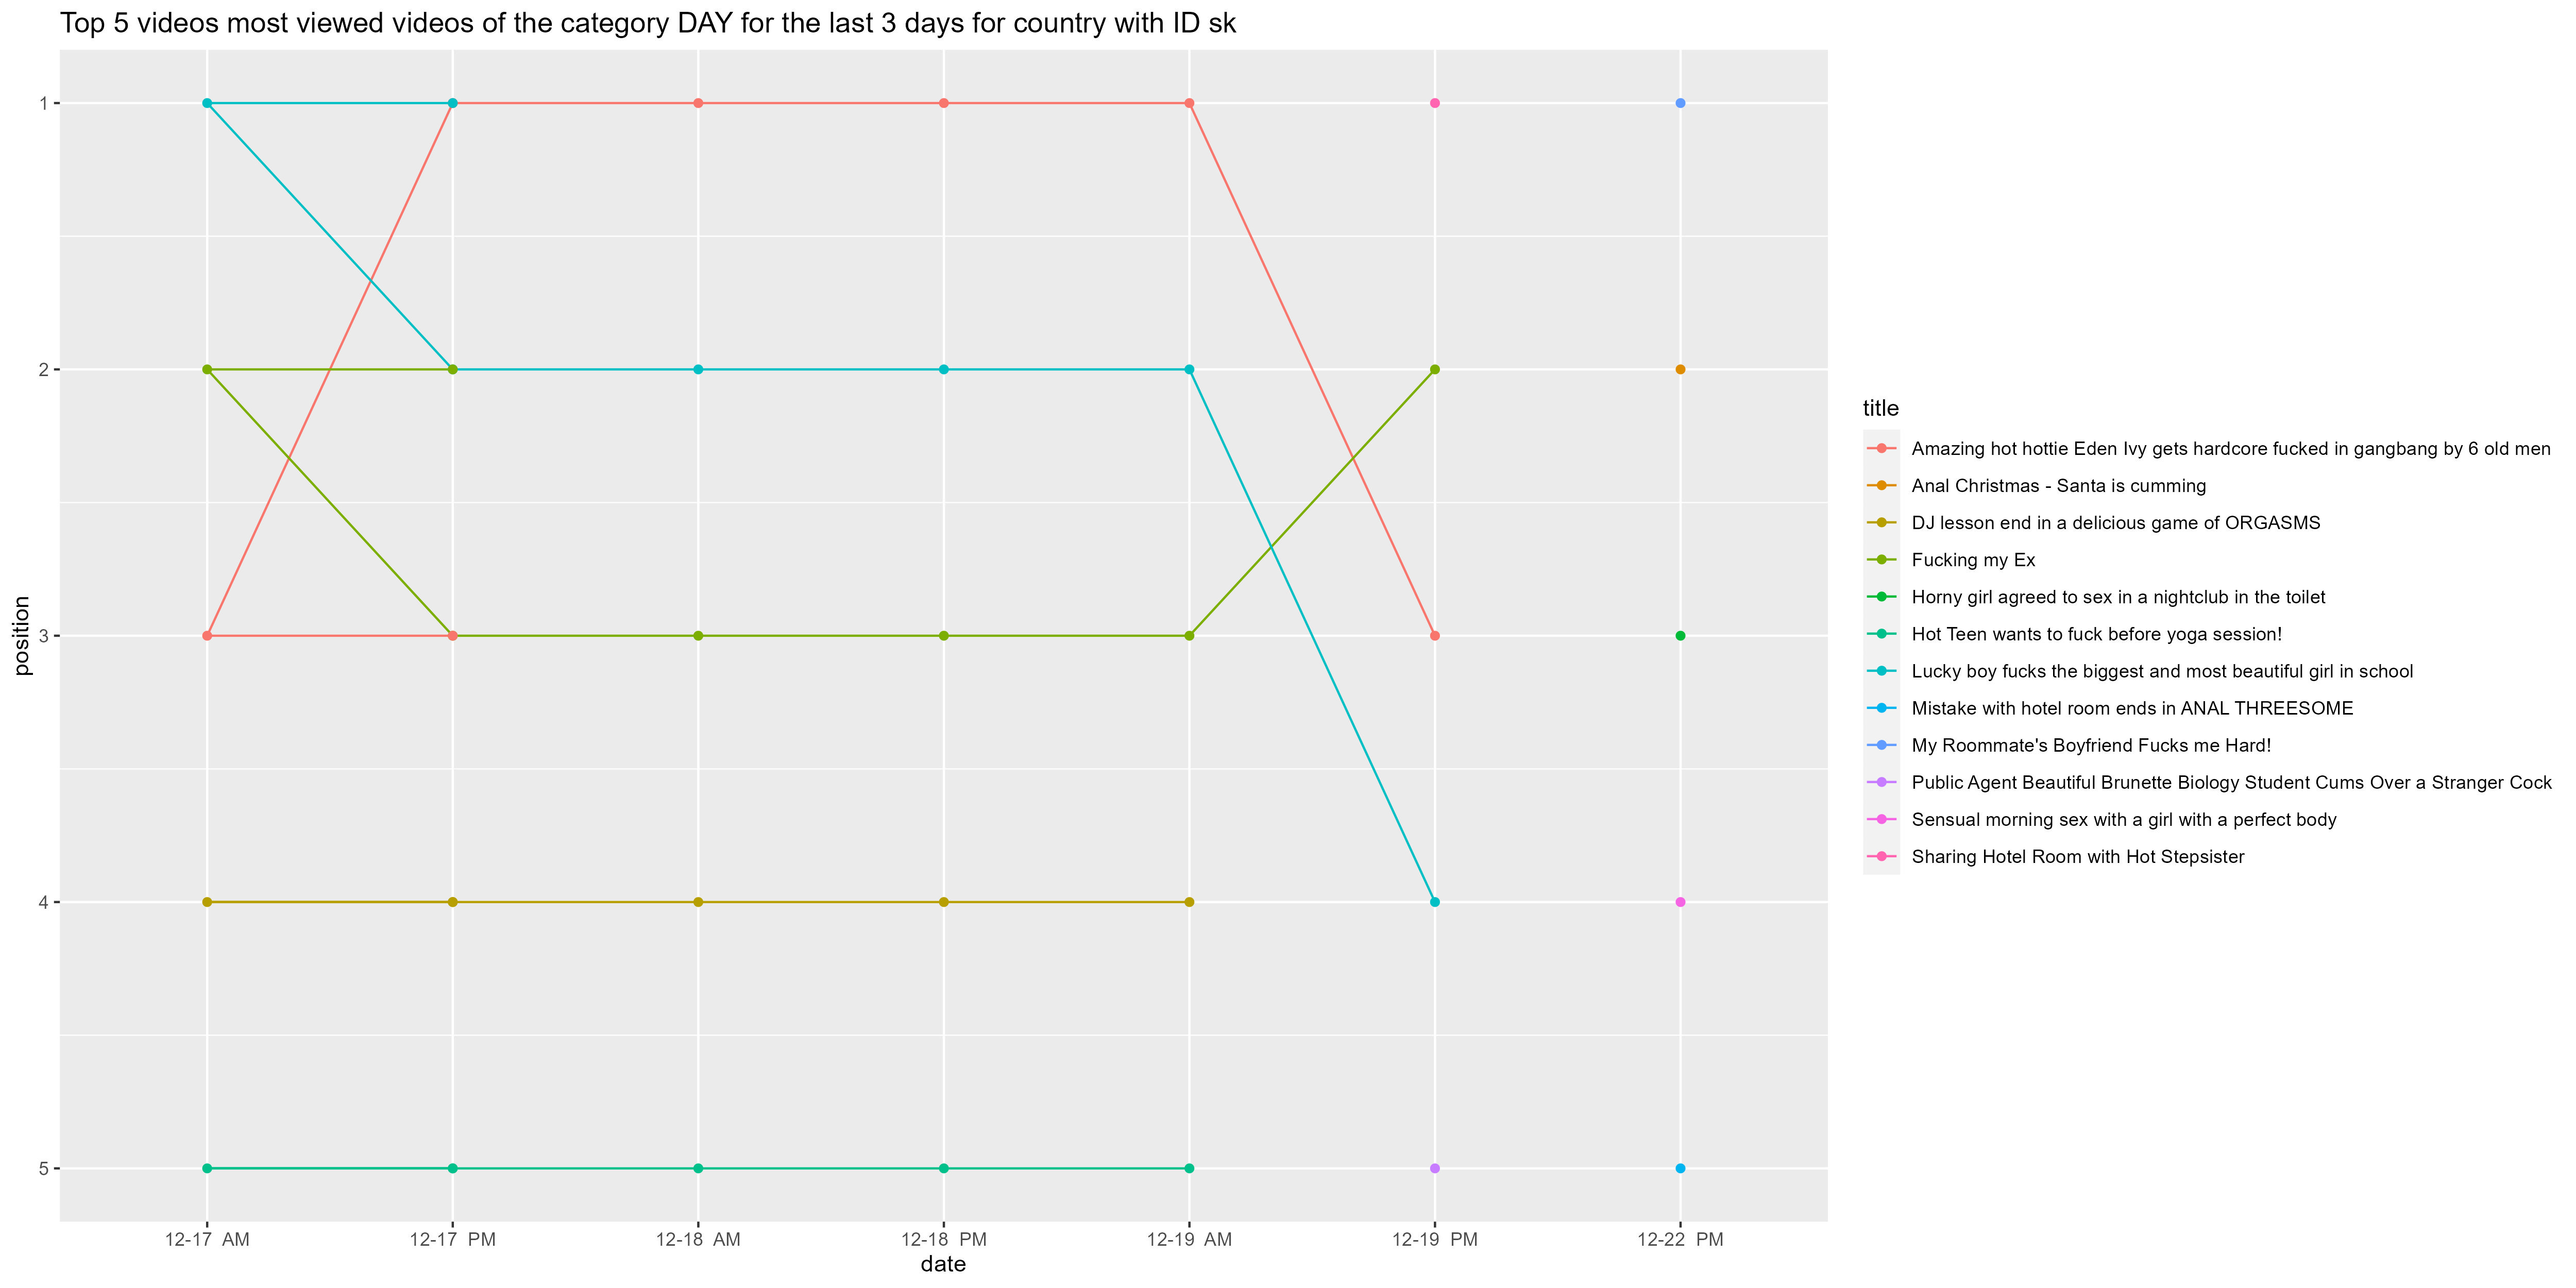 Top 5 videos most viewed videos of the category DAY for the last 3 days for country with ID sk
position
1
2
3
4
5
12-17 AM
12-17 PM
12-18 AM
12-18 PM
12-19 AM
12-19 PM
12-22 PM
date
title
Amazing hot hottie Eden Ivy gets hardcore fucked in gangbang by 6 old men
Anal Christmas - Santa is cumming
DJ lesson end in a delicious game of ORGASMS
Fucking my Ex
Horny girl agreed to sex in a nightclub in the toilet
Hot Teen wants to fuck before yoga session!
Lucky boy fucks the biggest and most beautiful girl in school
Mistake with hotel room ends in ANAL THREESOME
My Roommate's Boyfriend Fucks me Hard!
Public Agent Beautiful Brunette Biology Student Cums Over a Stranger Cock
Sensual morning sex with a girl with a perfect body
Sharing Hotel Room with Hot Stepsister